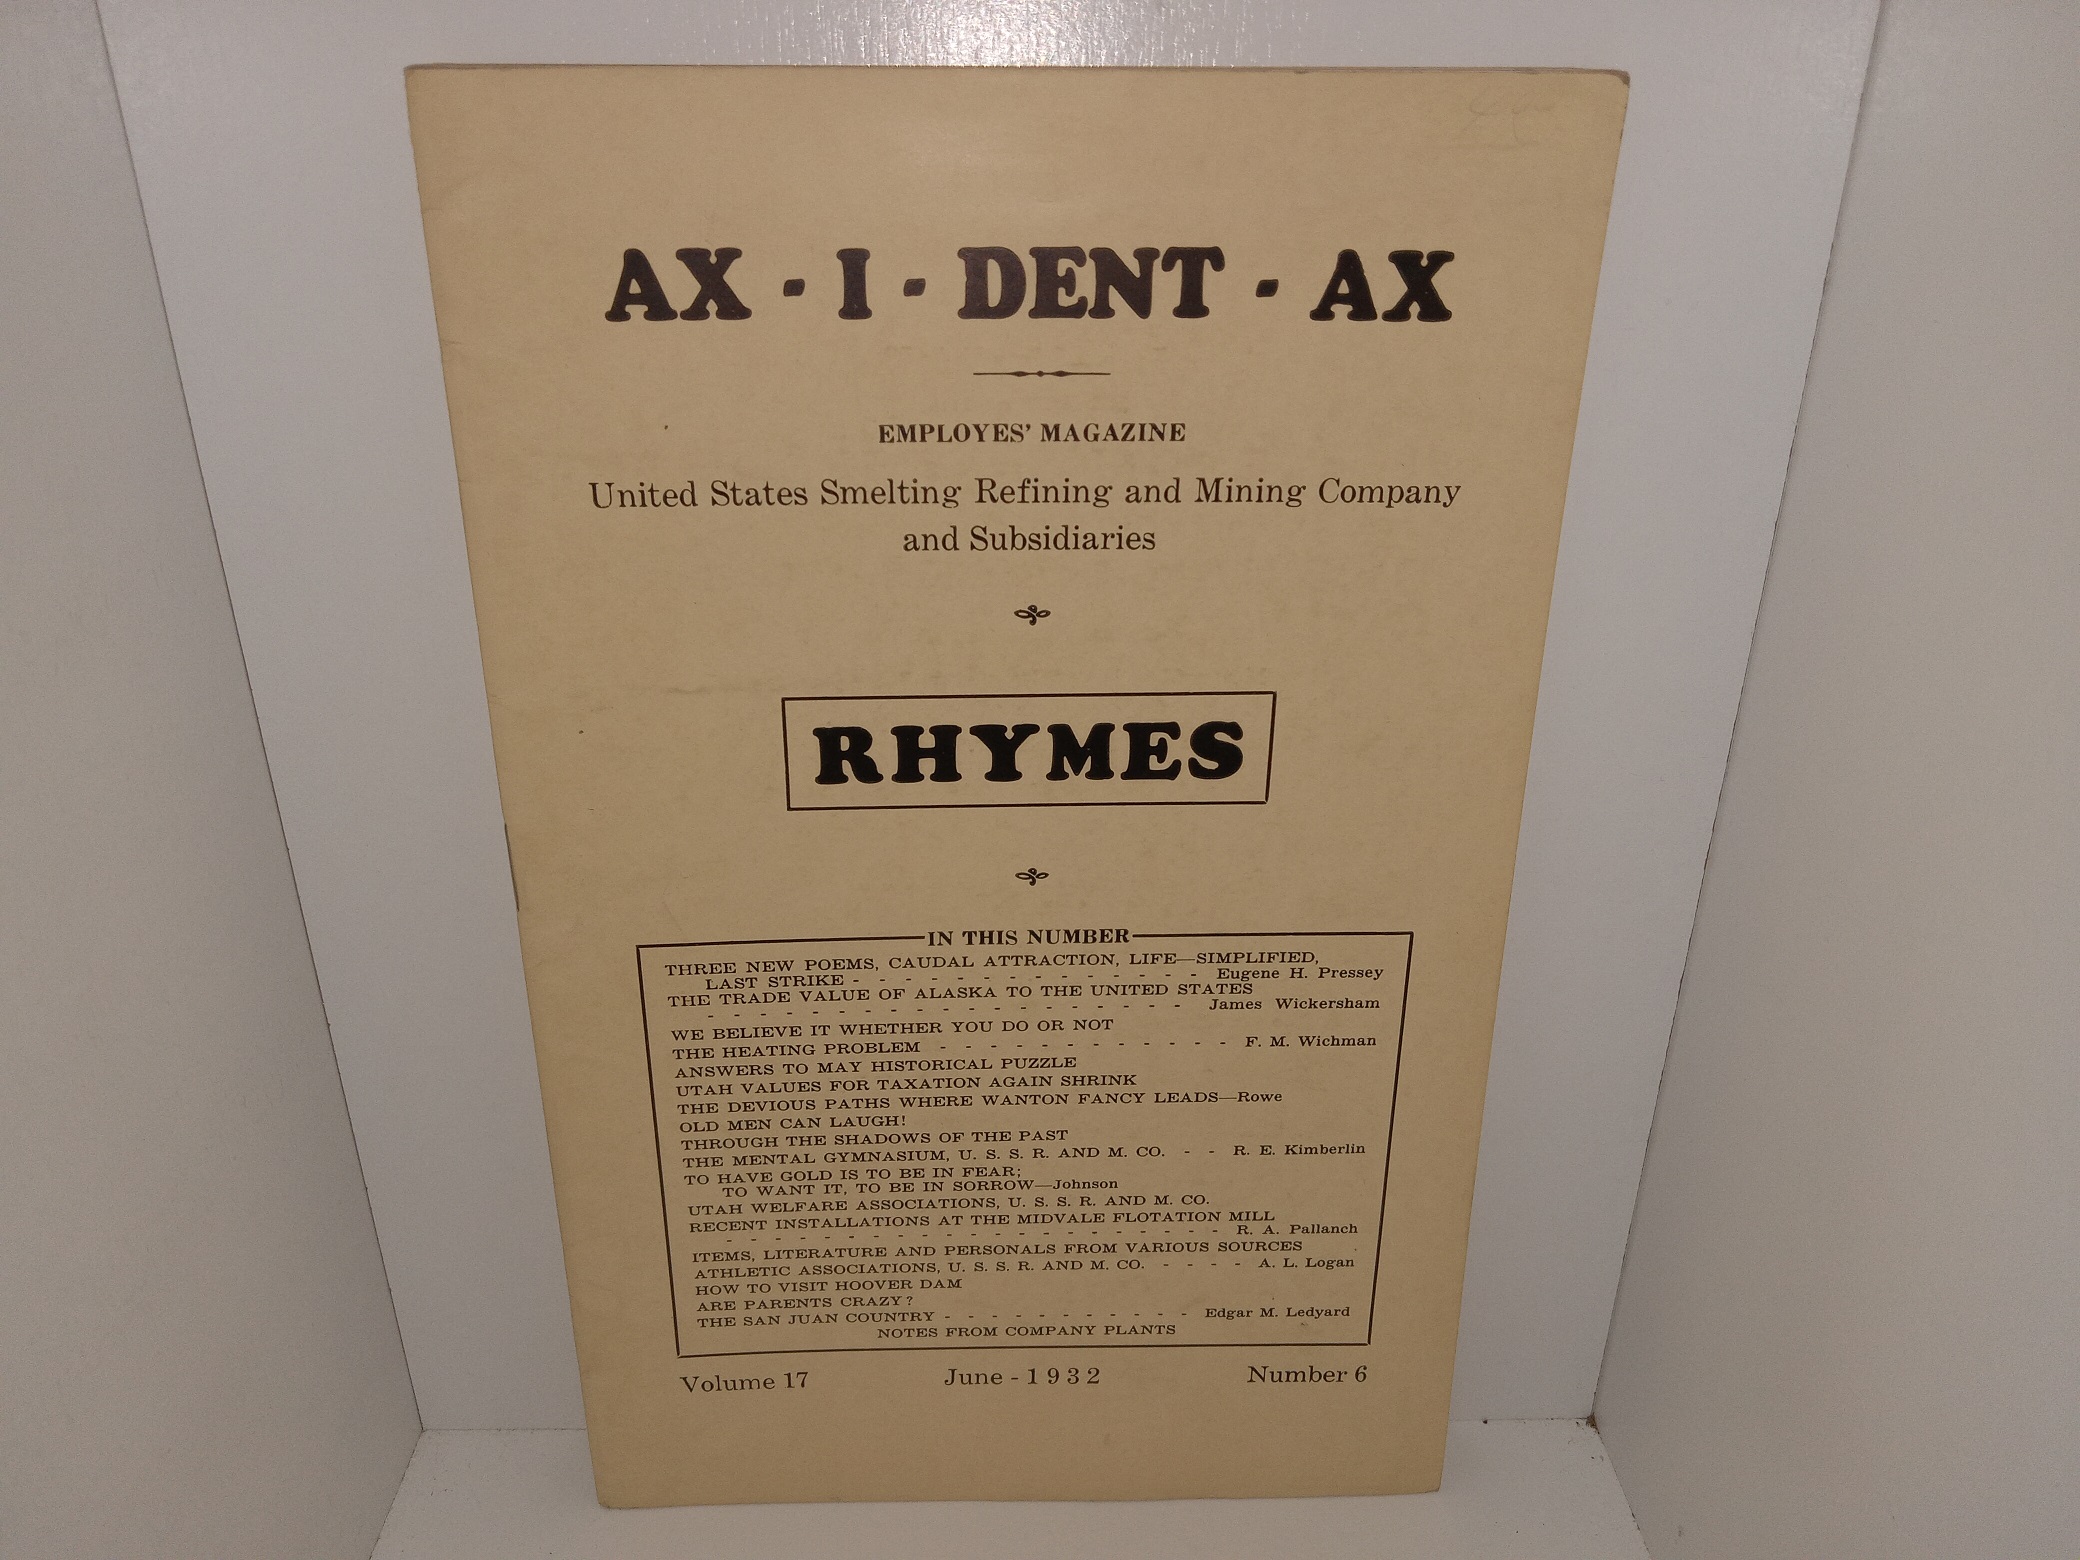 AX - I - DENT - AX
EMPLOYES' MAGAZINE
United States Smelting Refining and Mining Company
and Subsidiaries
RHYMES
IN THIS NUMBER
THREE NEW POEMS, CAUDAL ATTRACTION, LIFE—SIMPLIFIED,
LAST STRIKE - - - - - - - - - - - - - - Eugene H. Pressey
THE TRADE VALUE OF ALASKA TO THE UNITED STATES
- - - - - - - - - - - - - - - - - - - James Wickersham
WE BELIEVE IT WHETHER YOU DO OR NOT
THE HEATING PROBLEM - - - - - - - - - - - - F. M. Wichman
ANSWERS TO MAY HISTORICAL PUZZLE
UTAH VALUES FOR TAXATION AGAIN SHRINK
THE DEVIOUS PATHS WHERE WANTON FANCY LEADS—Rowe
OLD MEN CAN LAUGH!
THROUGH THE SHADOWS OF THE PAST
THE MENTAL GYMNASIUM, U. S. S. R. AND M. CO. - - R. E. Kimberlin
TO HAVE GOLD IS TO BE IN FEAR;
TO WANT IT, TO BE IN SORROW—Johnson
UTAH WELFARE ASSOCIATIONS, U. S. S. R. AND M. CO.
RECENT INSTALLATIONS AT THE MIDVALE FLOTATION MILL
- - - - - - - - - - - - - - - - - - - - R. A. Pallanch
ITEMS, LITERATURE AND PERSONALS FROM VARIOUS SOURCES
ATHLETIC ASSOCIATIONS, U. S. S. R. AND M. CO. - - - - A. L. Logan
HOW TO VISIT HOOVER DAM
ARE PARENTS CRAZY?
THE SAN JUAN COUNTRY - - - - - - - - - - - Edgar M. Ledyard
NOTES FROM COMPANY PLANTS
Volume 17 June - 1932 Number 6